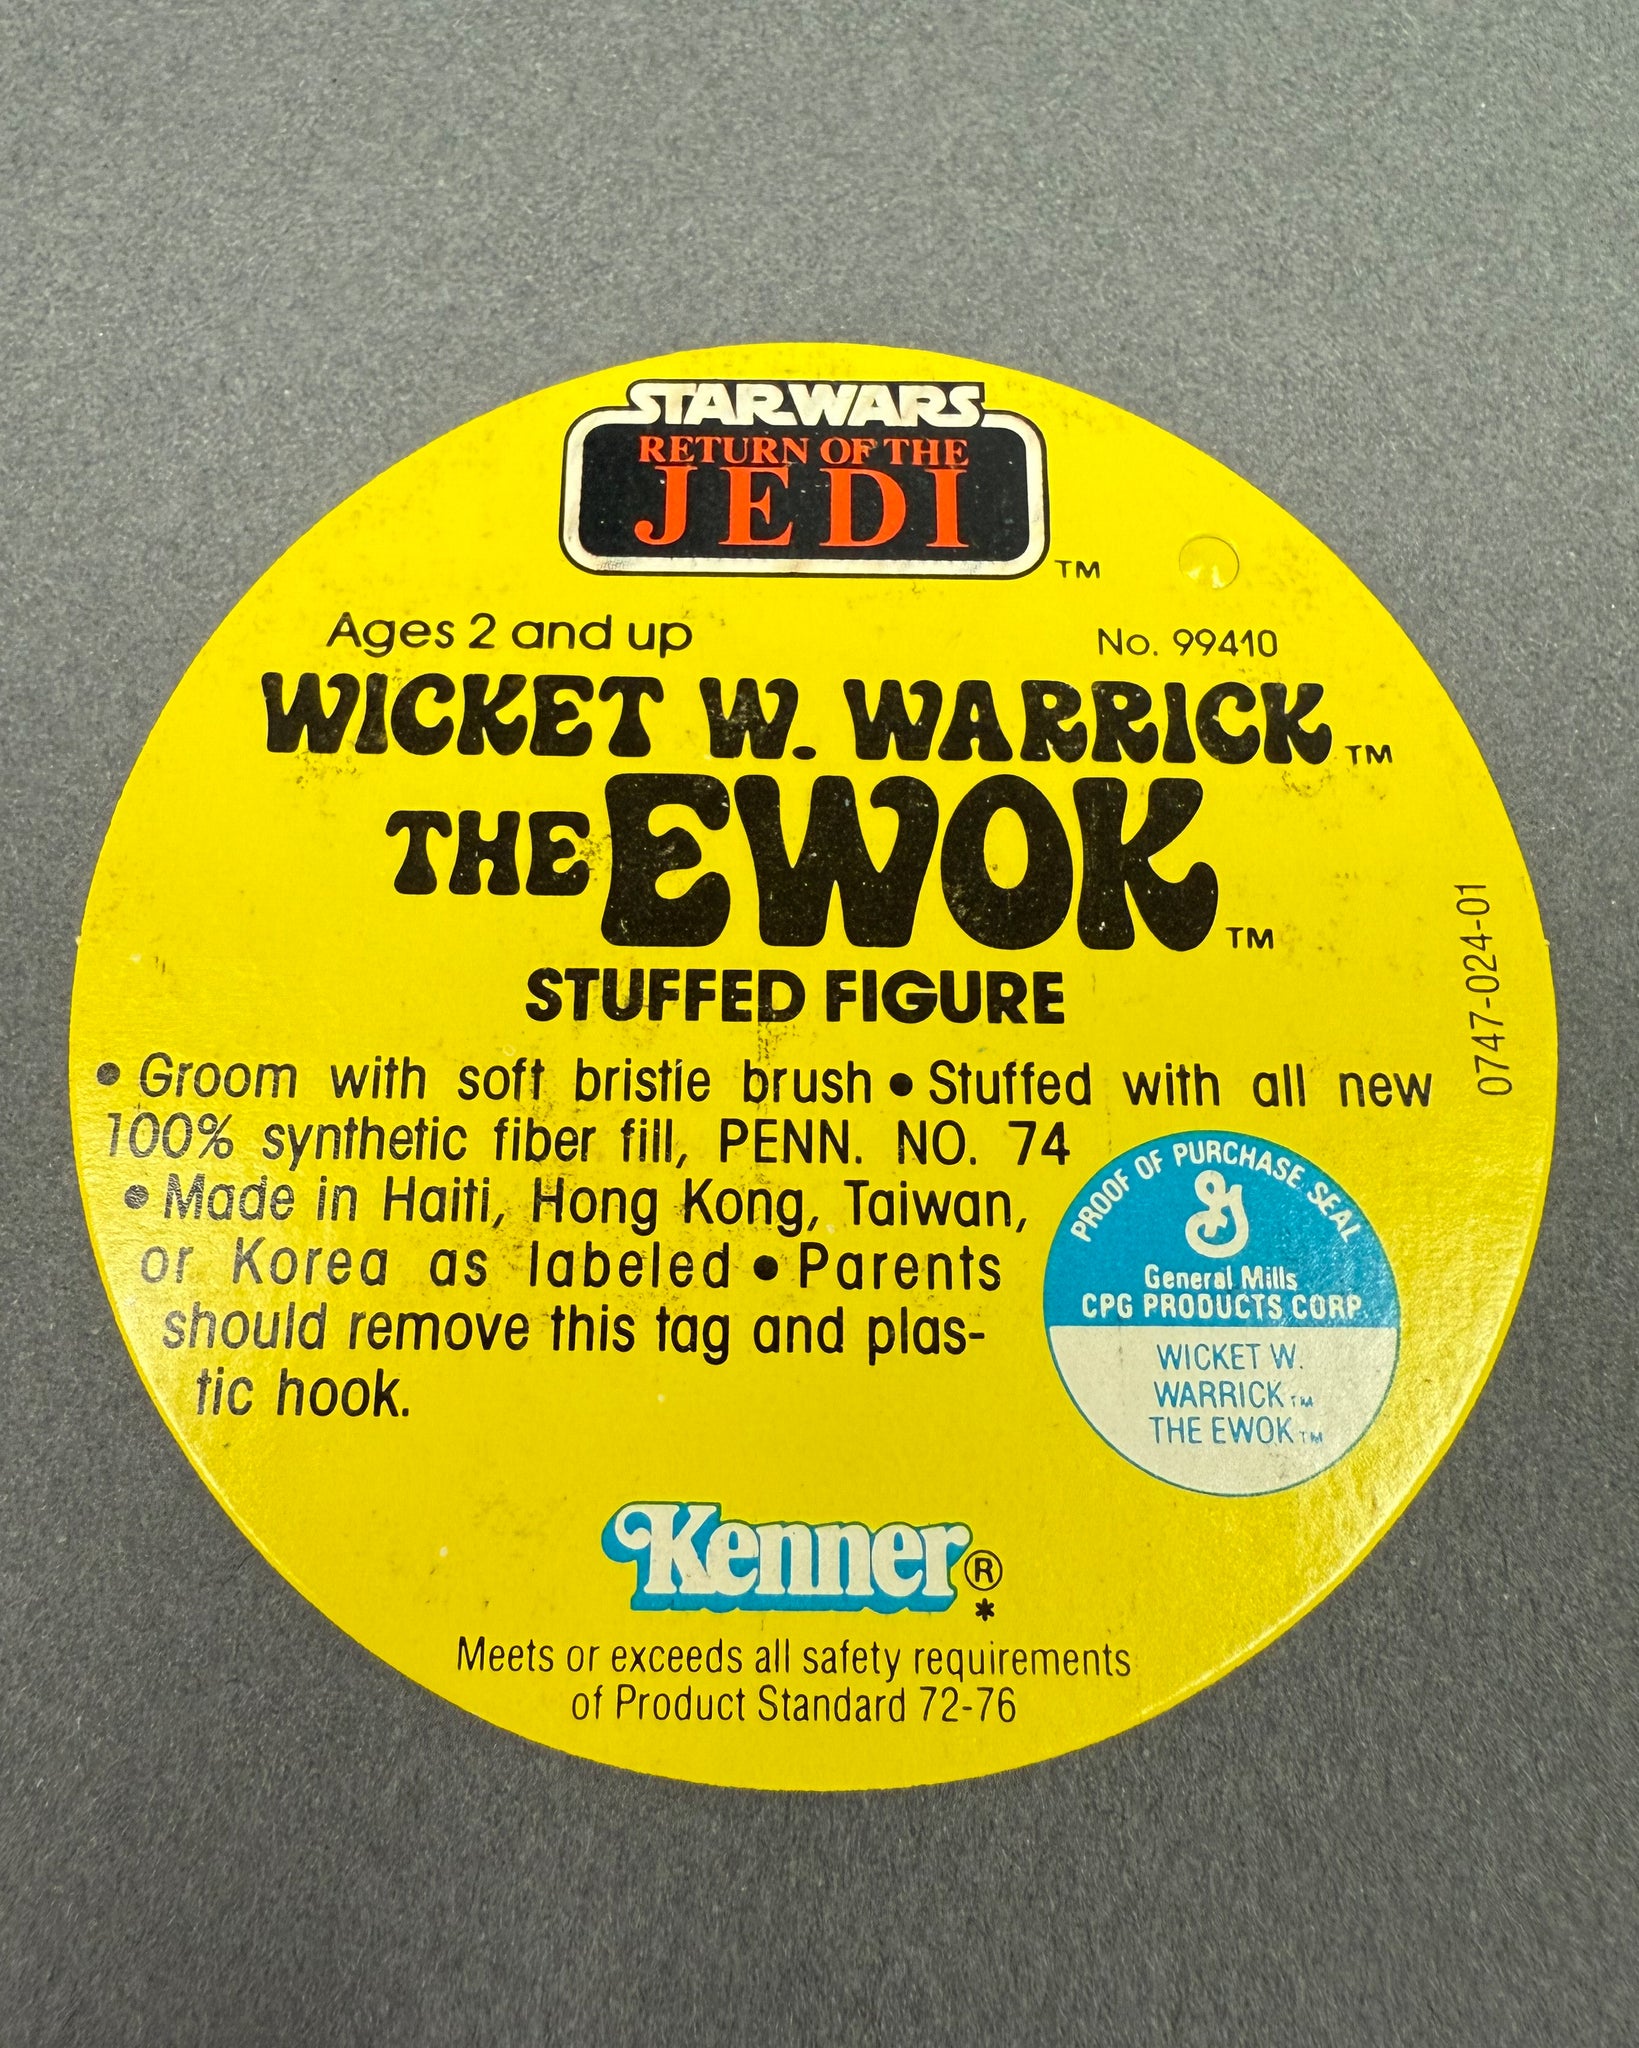 STAR WARS
RETURN OF THE
JEDI
TM
Ages 2 and up
No. 99410
WICKET W. WARRICK TM
THE EWOK TM
STUFFED FIGURE
• Groom with soft bristle brush • Stuffed with all new
100% synthetic fiber fill, PENN. NO. 74
• Made in Haiti, Hong Kong, Taiwan,
or Korea as labeled • Parents
should remove this tag and plas-
tic hook.
0747-024-01
PROOF OF PURCHASE SEAL
G
General Mills
CPG PRODUCTS CORP.
WICKET W.
WARRICK TM
THE EWOK TM
Kenner ®
*
Meets or exceeds all safety requirements
of Product Standard 72-76